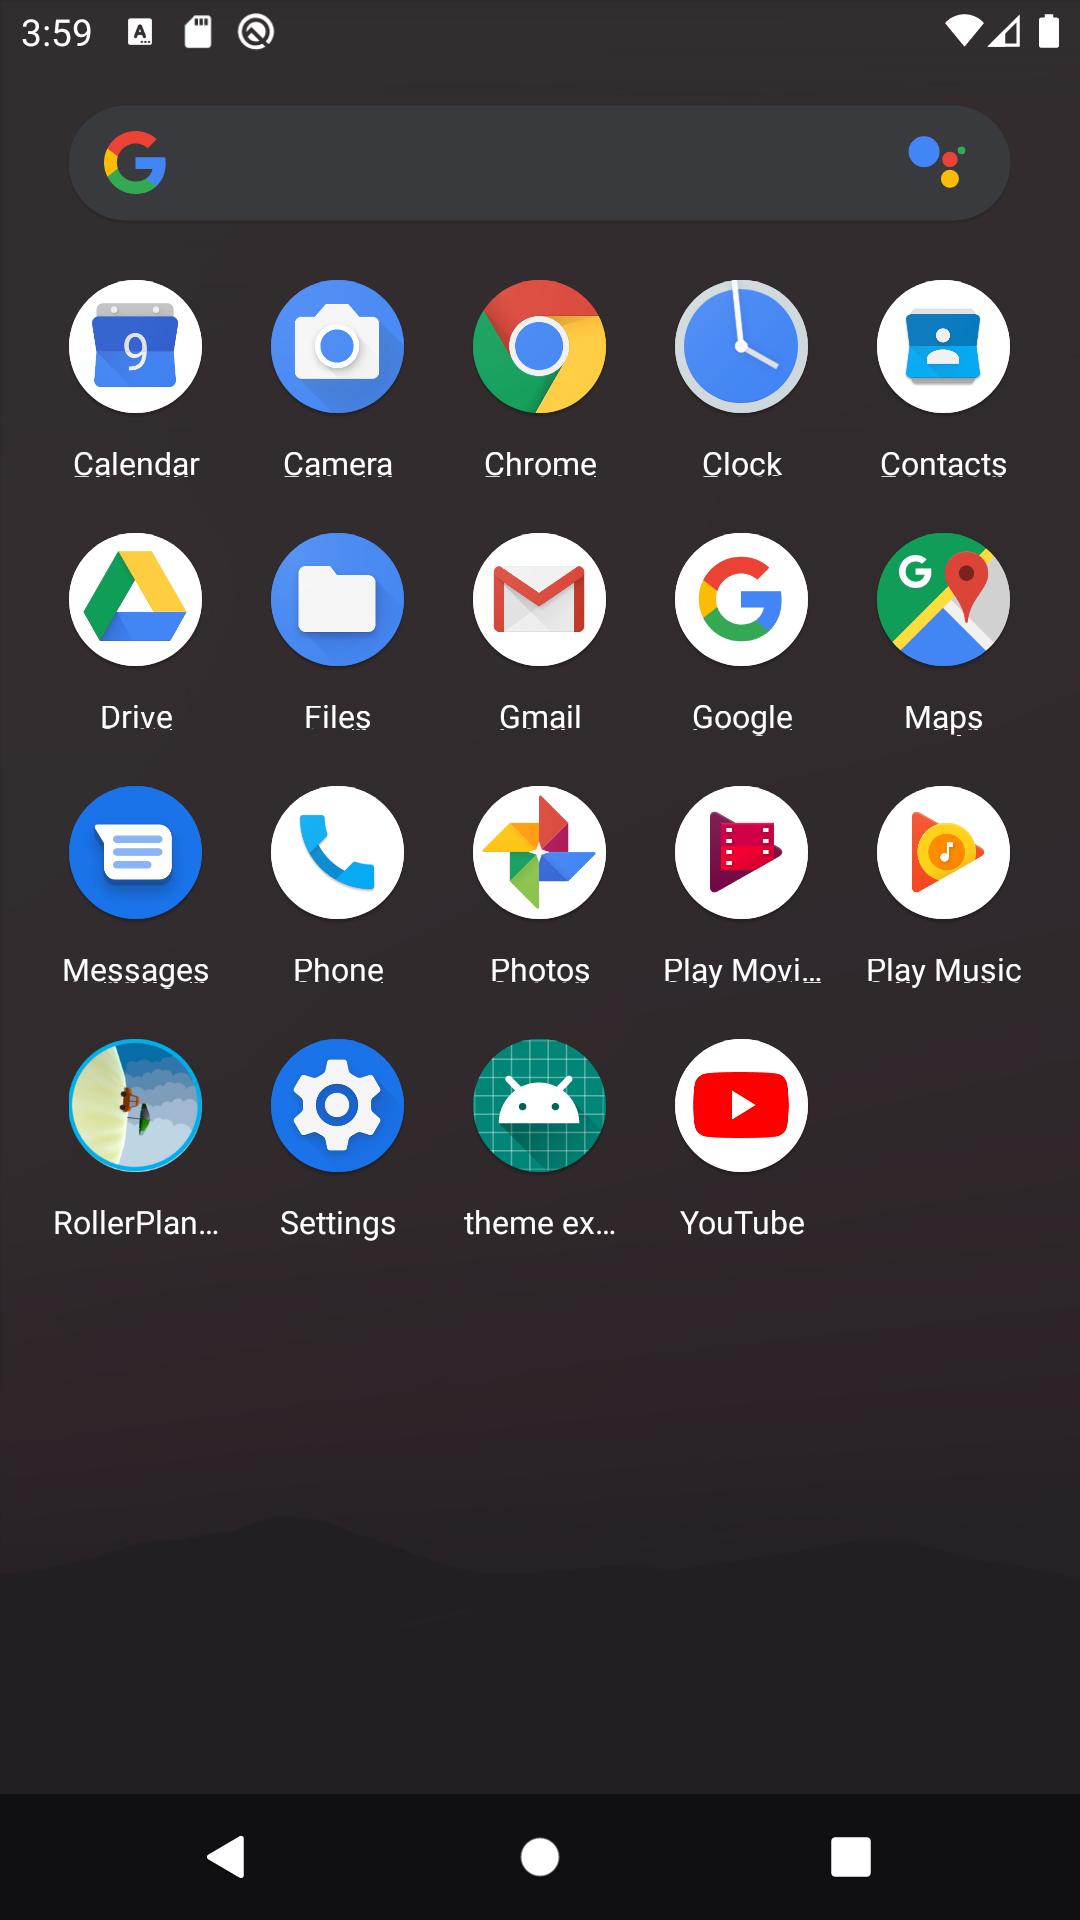 3:59
Calendar Camera Chrome Clock Contacts
Drive Files Gmail Google Maps
Messages Phone Photos Play Movi... Play Music
RollerPlan... Settings theme ex... YouTube